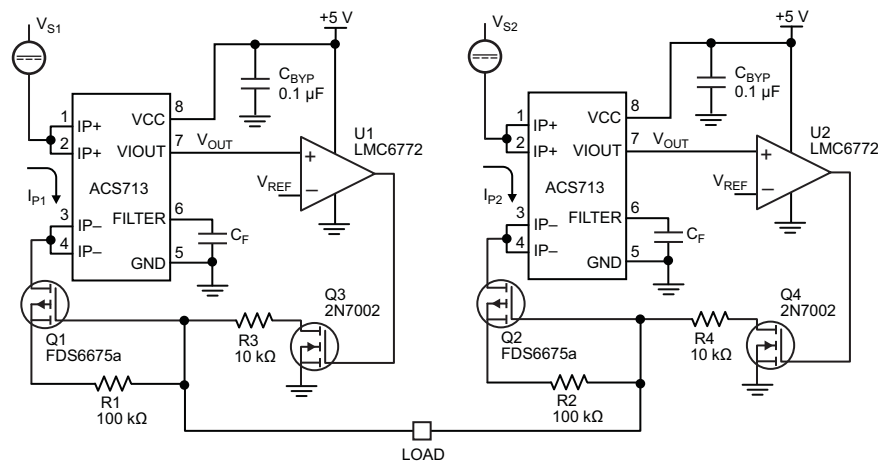 V_S1
+5 V
C_BYP
0.1 µF
1
IP+
VCC
8
2
IP+
VIOUT
7
V_OUT
U1
LMC6772
+
–
V_REF
I_P1
ACS713
3
IP–
FILTER
6
C_F
4
IP–
GND
5
Q1
FDS6675a
R3
10 kΩ
Q3
2N7002
R1
100 kΩ
V_S2
+5 V
C_BYP
0.1 µF
1
IP+
VCC
8
2
IP+
VIOUT
7
V_OUT
U2
LMC6772
+
–
V_REF
I_P2
ACS713
3
IP–
FILTER
6
C_F
4
IP–
GND
5
Q2
FDS6675a
R4
10 kΩ
Q4
2N7002
R2
100 kΩ
LOAD